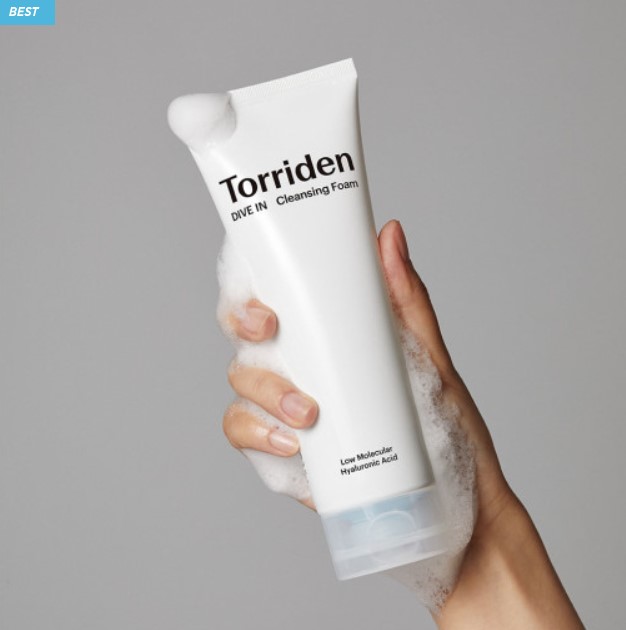 BEST
Torriden
DIVE IN Cleansing Foam
Low Molecular
Hyaluronic Acid